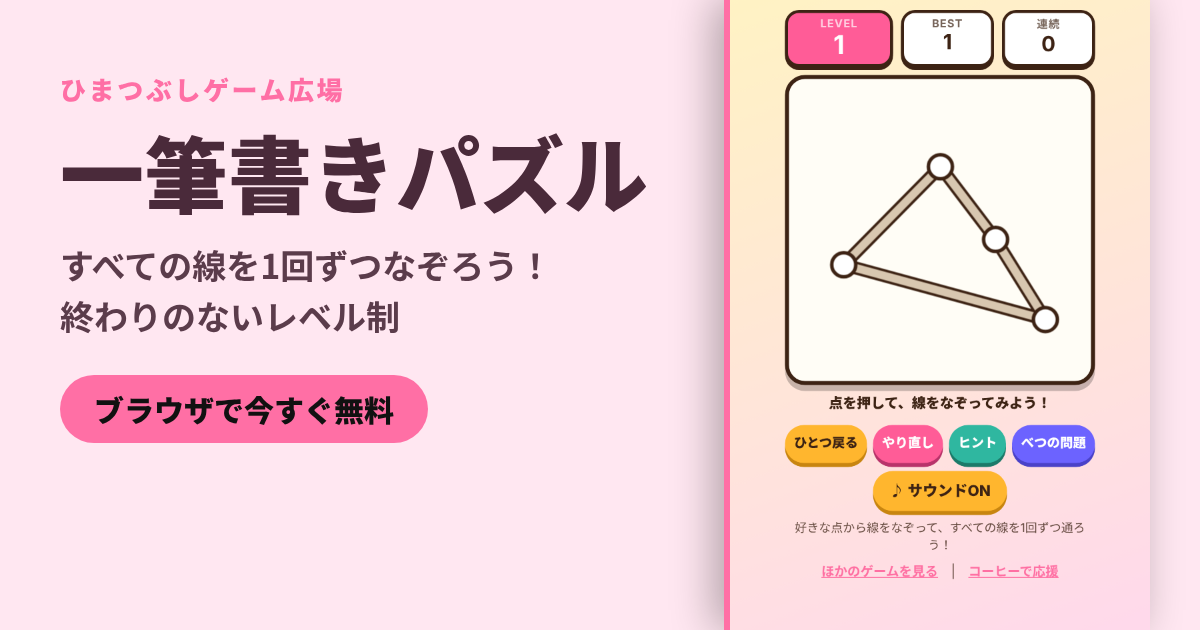 ひまつぶしゲーム広場
一筆書きパズル
すべての線を1回ずつなぞろう！
終わりのないレベル制
ブラウザで今すぐ無料
LEVEL
1
BEST
1
連続
0
点を押して、線をなぞってみよう！
ひとつ戻る
やり直し
ヒント
べつの問題
♪ サウンドON
好きな点から線をなぞって、すべての線を1回ずつ通ろ
う！
ほかのゲームを見る | コーヒーで応援